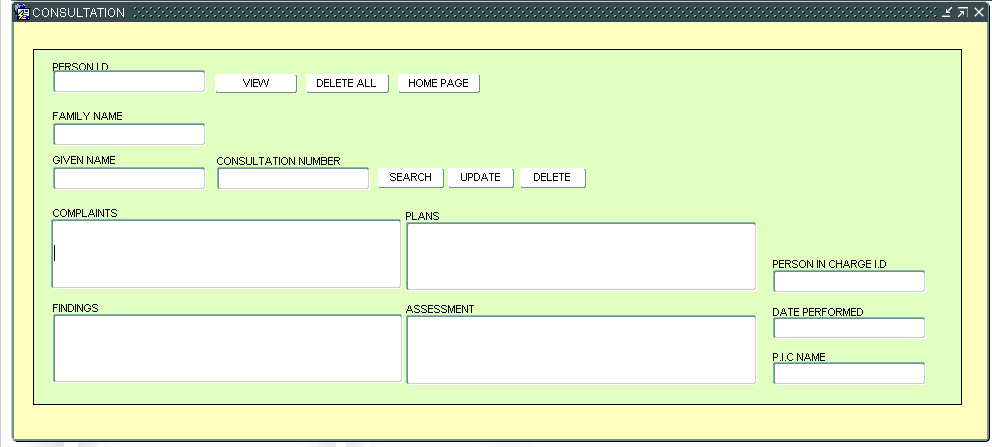 CONSULTATION
PERSON I.D
VIEW DELETE ALL HOME PAGE
FAMILY NAME
GIVEN NAME CONSULTATION NUMBER
SEARCH UPDATE DELETE
COMPLAINTS PLANS
PERSON IN CHARGE I.D
FINDINGS ASSESSMENT
DATE PERFORMED
P.I.C NAME